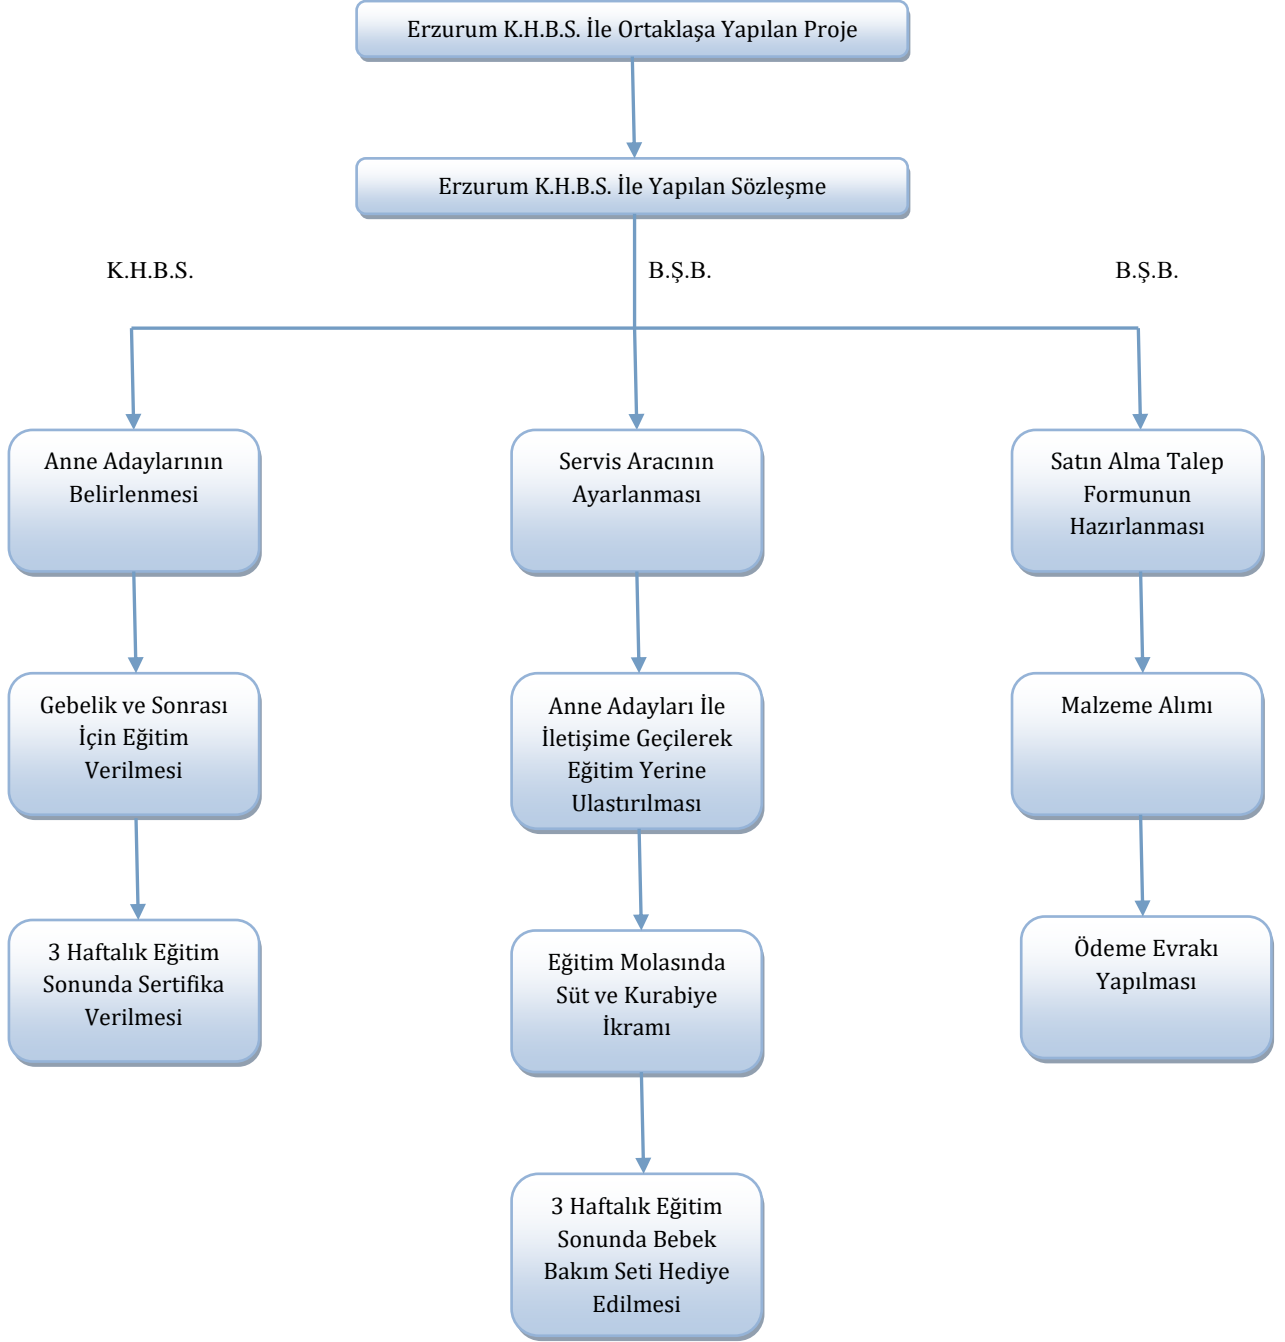 Erzurum K.H.B.S. İle Ortaklaşa Yapılan Proje
Erzurum K.H.B.S. İle Yapılan Sözleşme
K.H.B.S.
B.Ş.B.
B.Ş.B.
Anne Adaylarının
Belirlenmesi
Servis Aracının
Ayarlanması
Satın Alma Talep
Formunun
Hazırlanması
Gebelik ve Sonrası
İçin Eğitim
Verilmesi
Anne Adayları İle
İletişime Geçilerek
Eğitim Yerine
Ulastırılması
Malzeme Alımı
3 Haftalık Eğitim
Sonunda Sertifika
Verilmesi
Eğitim Molasında
Süt ve Kurabiye
İkramı
Ödeme Evrakı
Yapılması
3 Haftalık Eğitim
Sonunda Bebek
Bakım Seti Hediye
Edilmesi